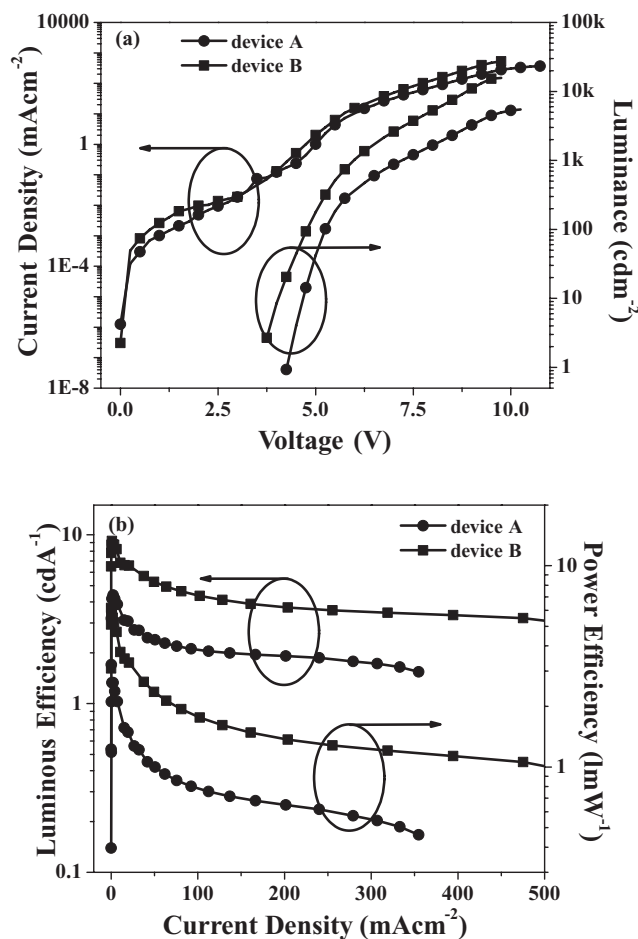 (a)
device A
device B
Current Density (mAcm⁻²)
10000
1
1E-4
1E-8
Luminance (cdm⁻²)
100k
10k
1k
100
10
1
0.0
2.5
5.0
7.5
10.0
Voltage (V)
(b)
device A
device B
Luminous Efficiency (cdA⁻¹)
10
1
0.1
Power Efficiency (lmW⁻¹)
10
1
0
100
200
300
400
500
Current Density (mAcm⁻²)